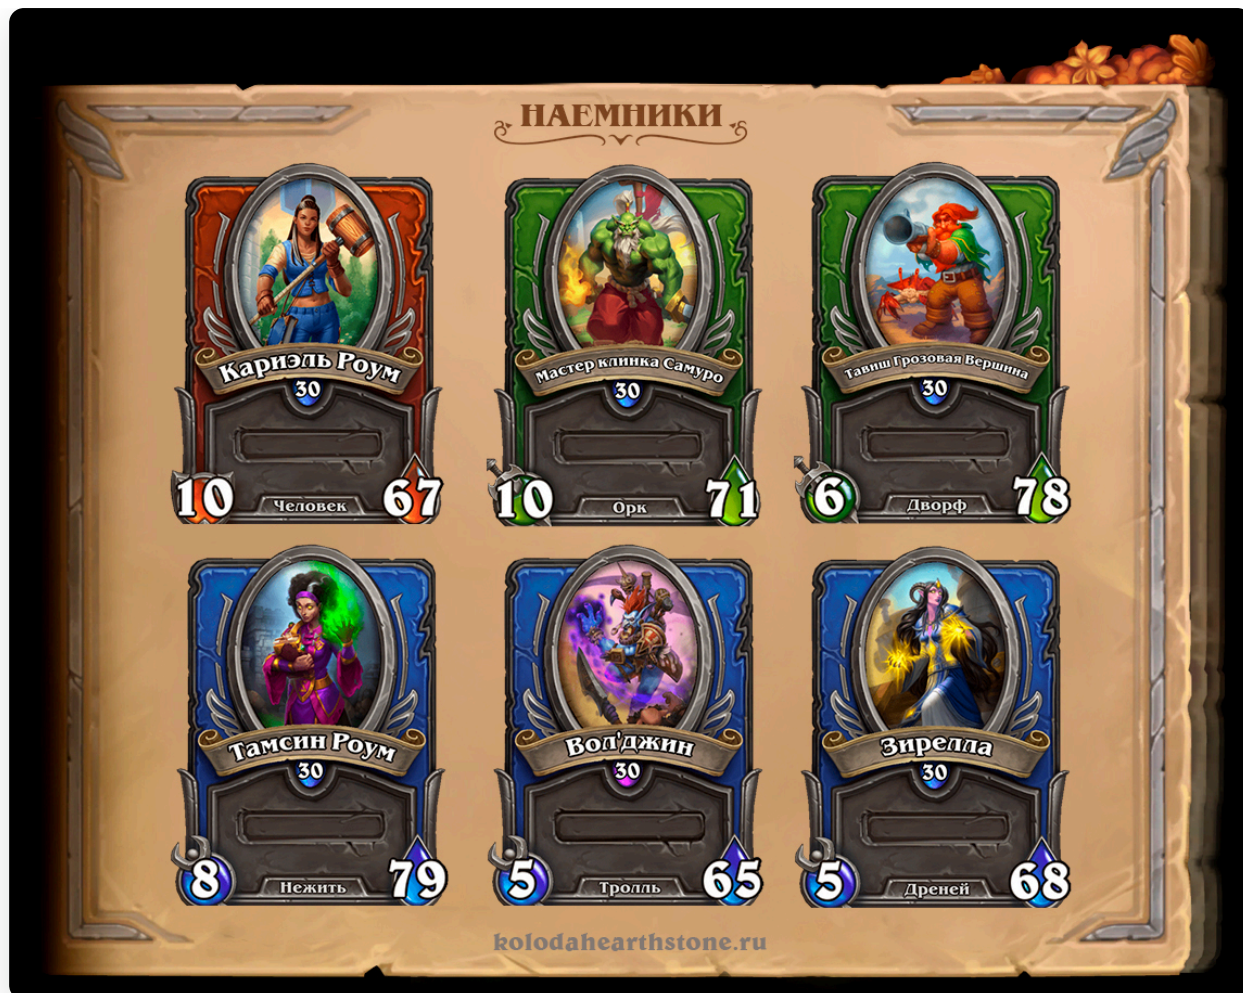 НАЕМНИКИ
Кариэль Роум
30
10
Человек
67
Мастер клинка Самуро
30
10
Орк
71
Тавиш Грозовая Вершина
30
6
Дворф
78
Тамсин Роум
30
8
Нежить
79
Вол'джин
30
5
Тролль
65
Зирелла
30
5
Дреней
68
kolodahearthstone.ru